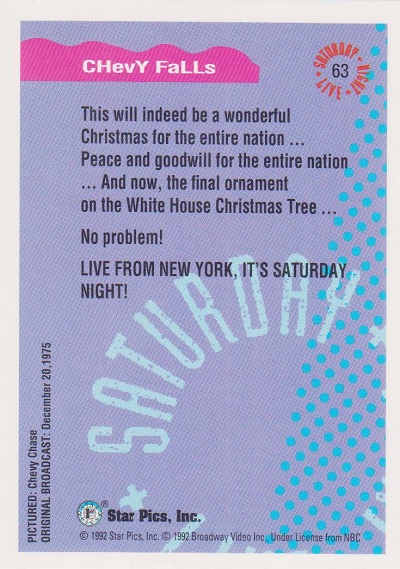 CHevY FaLLs
SATURDAY NIGHT LIVE
63
This will indeed be a wonderful
Christmas for the entire nation ...
Peace and goodwill for the entire nation
... And now, the final ornament
on the White House Christmas Tree ...
No problem!
LIVE FROM NEW YORK, IT'S SATURDAY
NIGHT!
SATURDAY
PICTURED: Chevy Chase
ORIGINAL BROADCAST: December 20,1975
Star Pics, Inc.
© 1992 Star Pics, Inc. © 1992 Broadway Video Inc., Under License from NBC